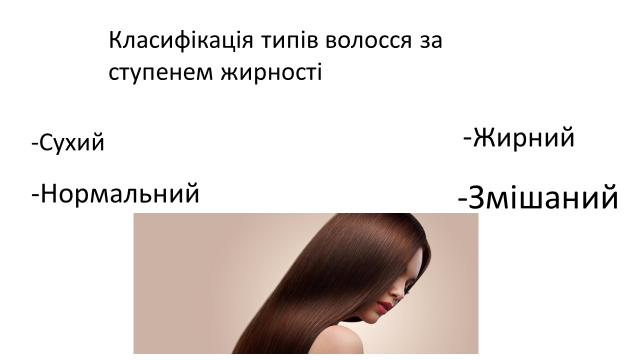 Класифікація типів волосся за
ступенем жирності
-Сухий
-Жирний
-Нормальний
-Змішаний